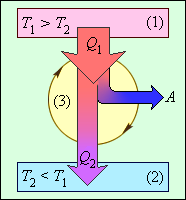 T₁ > T₂ (1)
Q₁
(3)
A
Q₂
T₂ < T₁ (2)